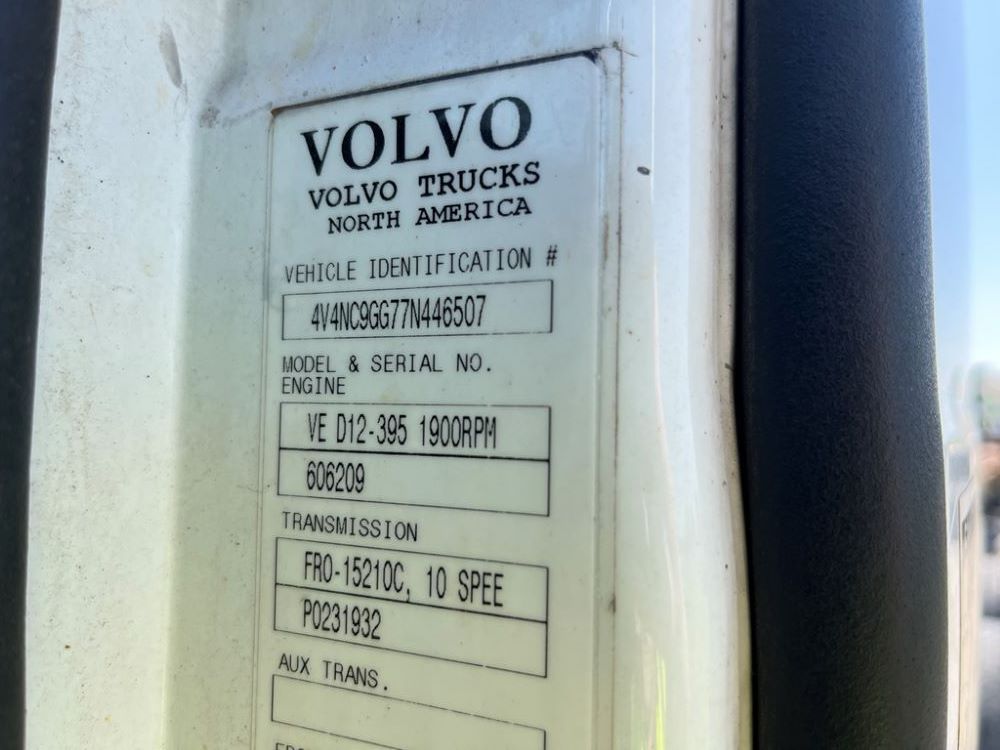 VOLVO
VOLVO TRUCKS
NORTH AMERICA
VEHICLE IDENTIFICATION #
4V4NC9GG77N446507
MODEL & SERIAL NO.
ENGINE
VE D12-395 1900RPM
606209
TRANSMISSION
FRO-15210C, 10 SPEE
P0231932
AUX TRANS.